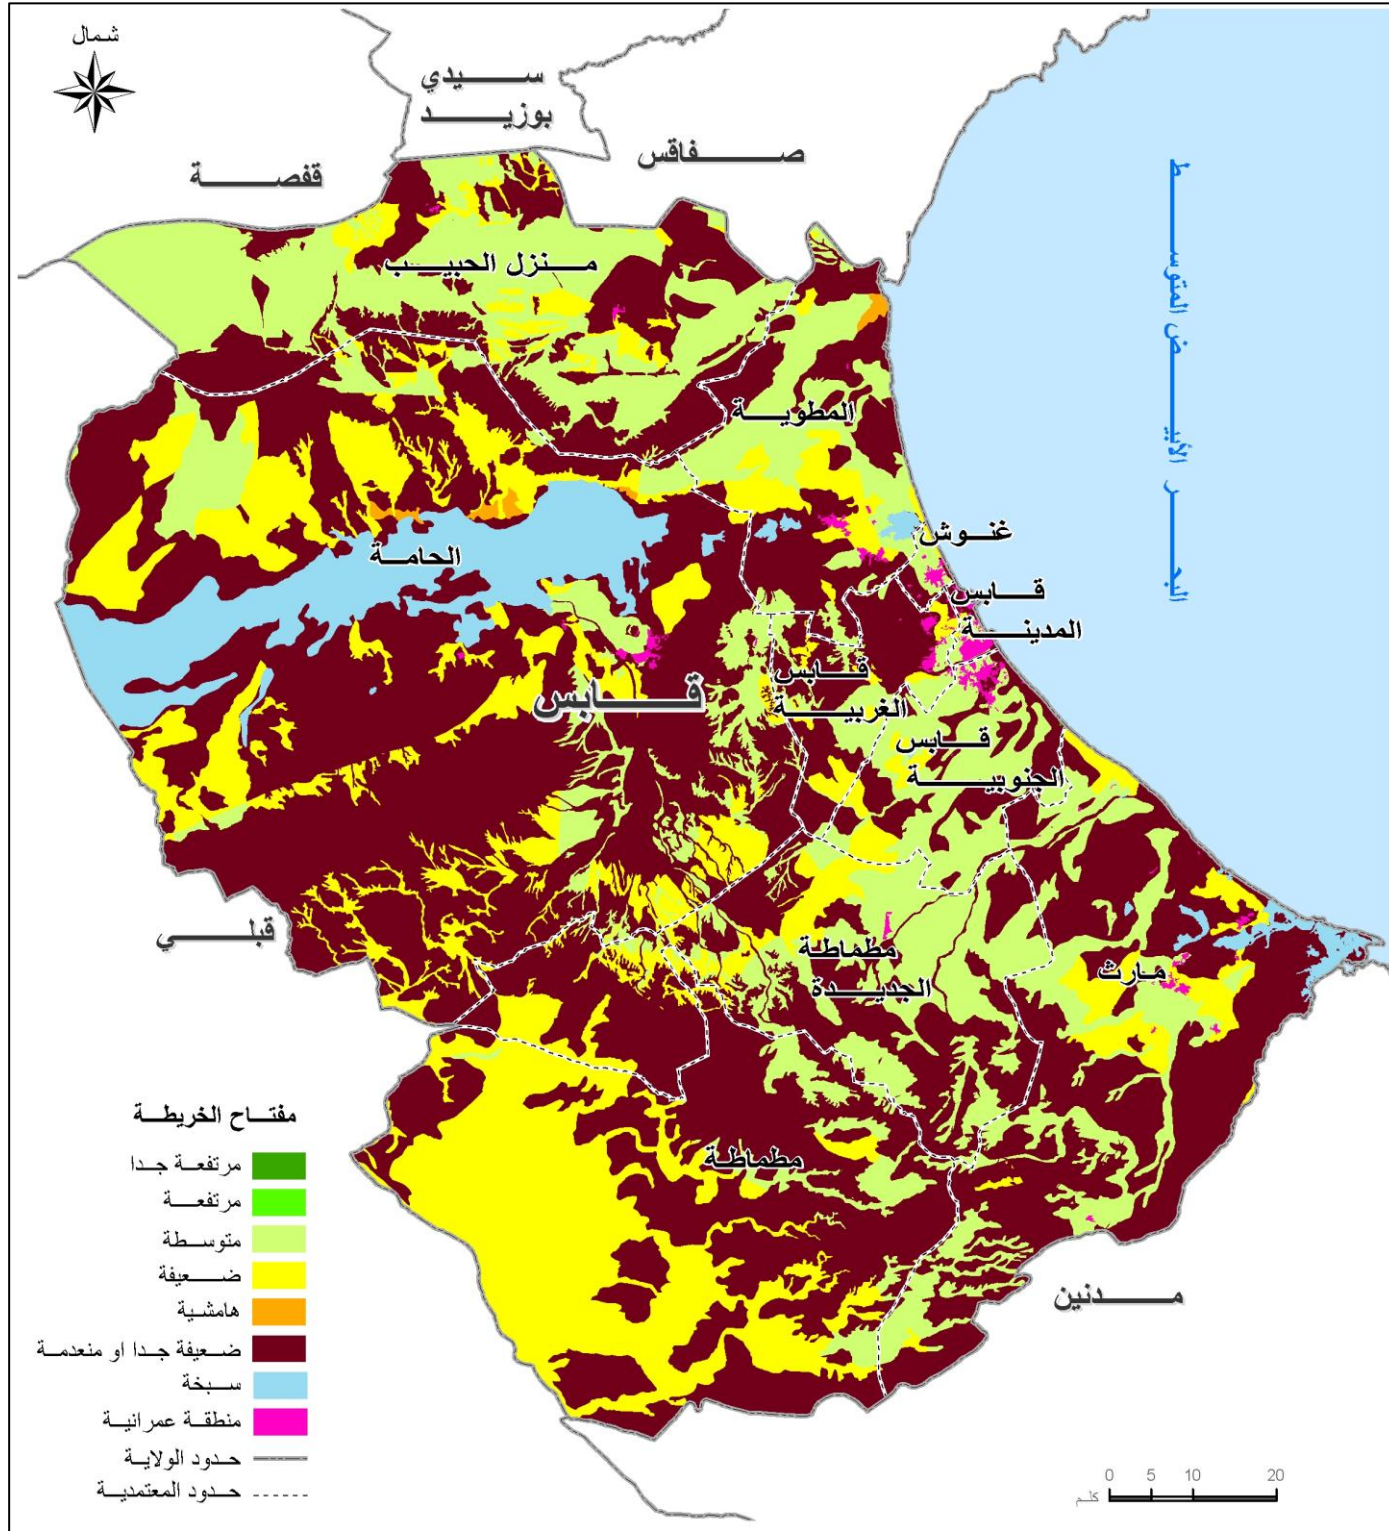 شمال
سيدي
بوزيد
صفاقس
قفصة
البحر الأبيض المتوسط
منزل الحبيب
المطوية
غنوش
الحامة
قابس
المدينة
قابس
الغربية
قابس
قابس
الجنوبية
قبلي
مطماطة
الجديدة
مارث
مطماطة
مدنين
مفتاح الخريطة
مرتفعة جدا
مرتفعة
متوسطة
ضعيفة
هامشية
ضعيفة جدا او منعدمة
سبخة
منطقة عمرانية
حدود الولاية
حدود المعتمدية
0 5 10 20
كلم